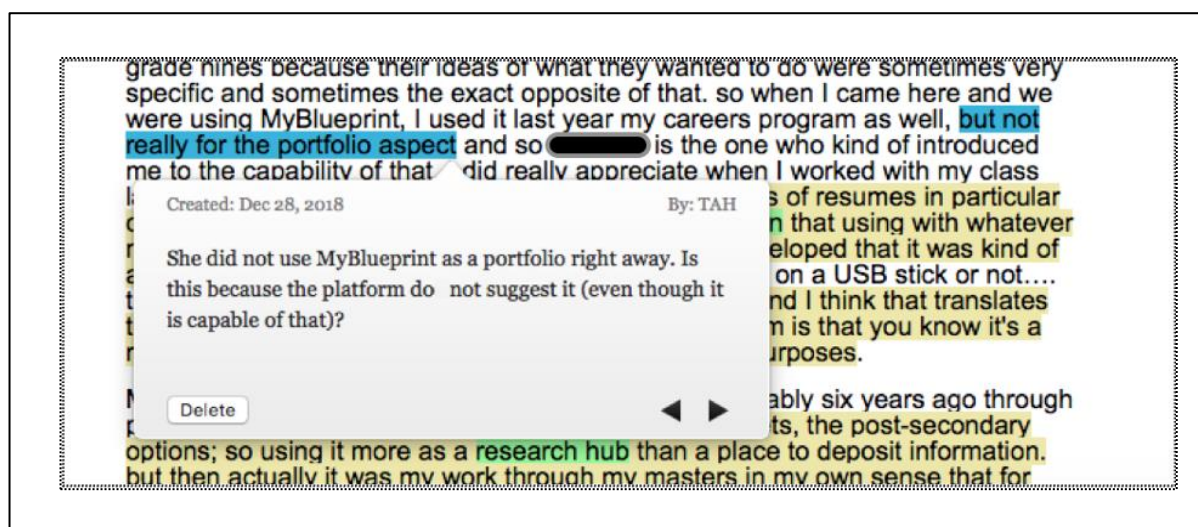 grade nines because their ideas of what they wanted to do were sometimes very
specific and sometimes the exact opposite of that. so when I came here and we
were using MyBlueprint, I used it last year my careers program as well, but not
really for the portfolio aspect and so is the one who kind of introduced
me to the capability of that did really appreciate when I worked with my class
s of resumes in particular
Created: Dec 28, 2018 By: TAH
n that using with whatever
eloped that it was kind of
She did not use MyBlueprint as a portfolio right away. Is
on a USB stick or not....
this because the platform do not suggest it (even though it
nd I think that translates
is capable of that)?
m is that you know it's a
urposes.
ably six years ago through
Delete
ts, the post-secondary
options; so using it more as a research hub than a place to deposit information.
but then actually it was my work through my masters in my own sense that for